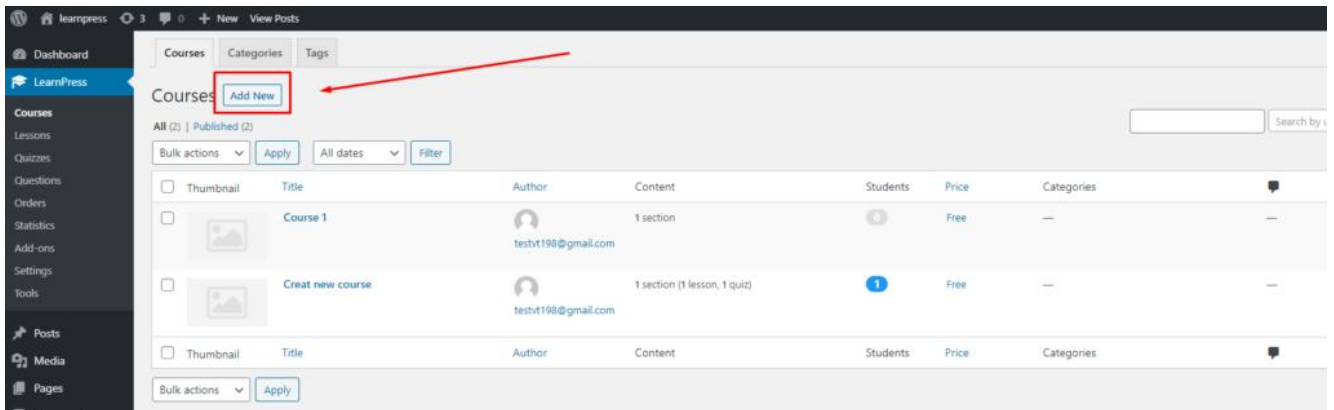 learnpress 3 0 + New View Posts
Dashboard
LearnPress
Courses
Lessons
Quizzes
Questions
Orders
Statistics
Add-ons
Settings
Tools
Posts
Media
Pages
Courses Categories Tags
Courses Add New
All (2) | Published (2)
Search by
Bulk actions Apply All dates Filter
Thumbnail Title Author Content Students Price Categories
Course 1 1 section 0 Free —  —
testvt198@gmail.com
Creat new course 1 section (1 lesson, 1 quiz) 1 Free — —
testvt198@gmail.com
Thumbnail Title Author Content Students Price Categories
Bulk actions Apply